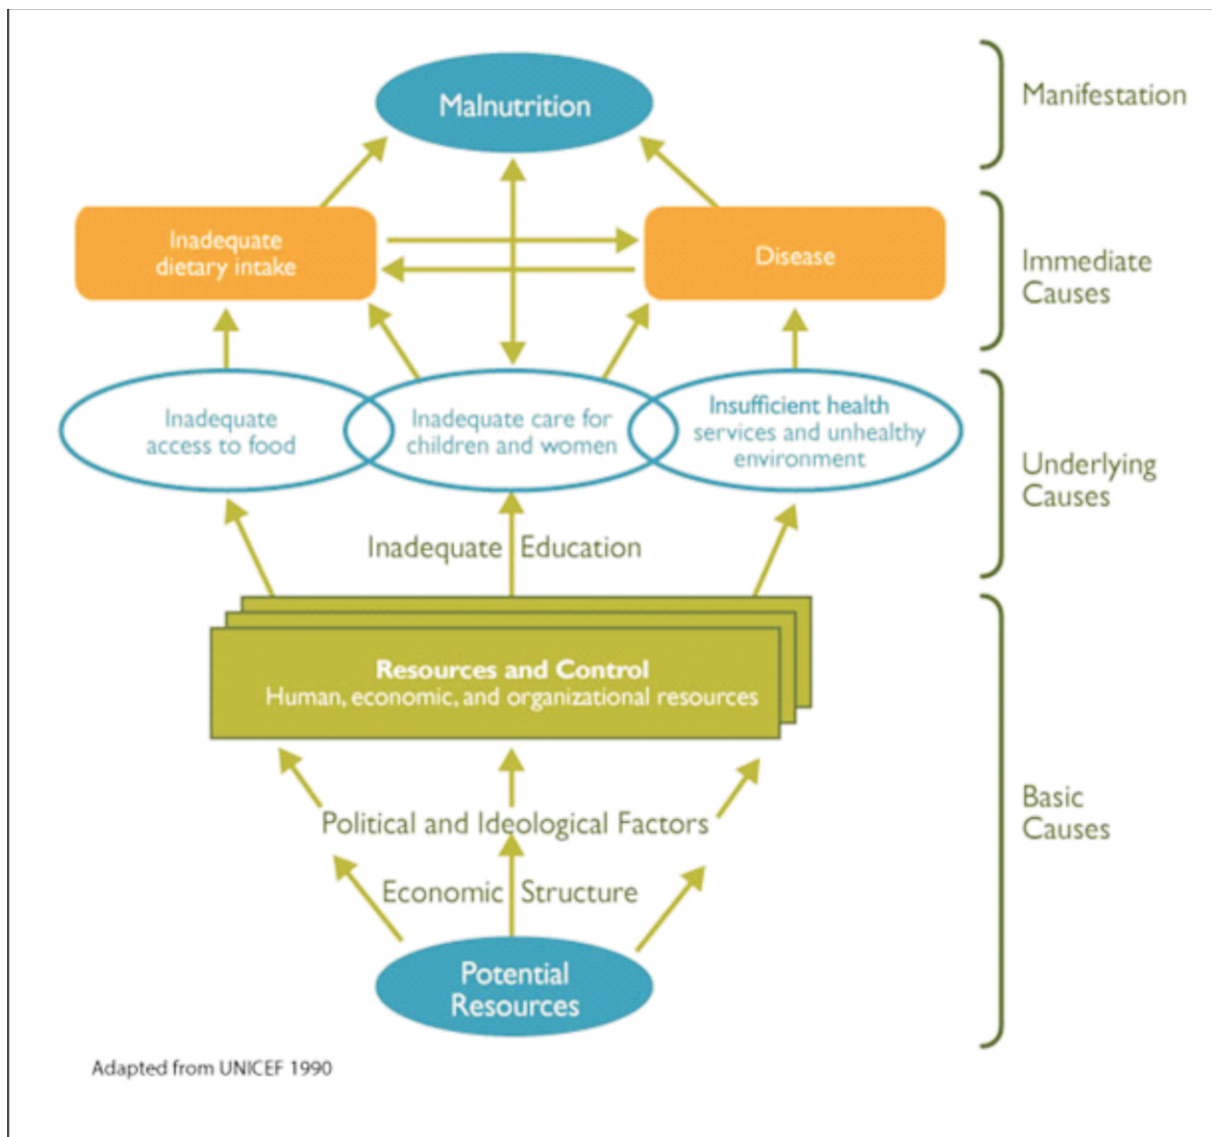 Malnutrition
Manifestation
Inadequate
dietary intake
Disease
Immediate
Causes
Inadequate
access to food
Inadequate care for
children and women
Insufficient health
services and unhealthy
environment
Underlying
Causes
Inadequate Education
Resources and Control
Human, economic, and organizational resources
Political and Ideological Factors
Economic Structure
Basic
Causes
Potential
Resources
Adapted from UNICEF 1990